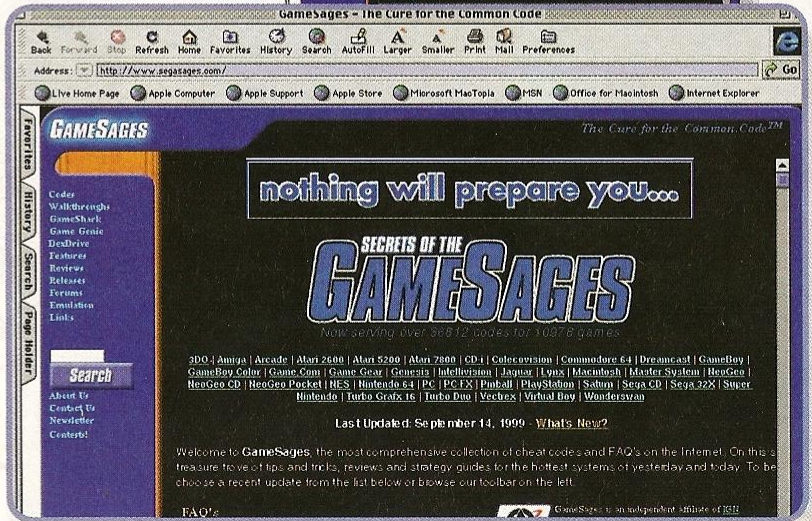 GameSages - The Cure for the Common Code
Back Forward Stop Refresh Home Favorites History Search AutoFill Larger Smaller Print Mail Preferences
Address: http://www.segasages.com/ Go
Live Home Page Apple Computer Apple Support Apple Store Microsoft MacTopia MSN Office for Macintosh Internet Explorer
Favorites
History
Search
Page Holder
GAMESAGES
The Cure for the Common Code™
Codes
Walkthroughs
GameShark
Game Genie
DexDrive
Features
Reviews
Releases
Forums
Emulation
Links
Search
About Us
Contact Us
Newsletter
Contests!
nothing will prepare you...
SECRETS OF THE
GAMESAGES
Now serving over 36812 codes for 10978 games
3DO | Amiga | Arcade | Atari 2600 | Atari 5200 | Atari 7800 | CD-i | Colecovision | Commodore 64 | Dreamcast | GameBoy |
GameBoy Color | Game.Com | Game Gear | Genesis | Intellivision | Jaguar | Lynx | Macintosh | Master System | NeoGeo |
NeoGeo CD | NeoGeo Pocket | NES | Nintendo 64 | PC | PC-FX | Pinball | PlayStation | Saturn | Sega CD | Sega 32X | Super
Nintendo | Turbo Grafx 16 | Turbo Duo | Vectrex | Virtual Boy | Wonderswan
Last Updated: September 14, 1999 - What's New?
Welcome to GameSages, the most comprehensive collection of cheat codes and FAQ's on the Internet. On this s
treasure trove of tips and tricks, reviews and strategy guides for the hottest systems of yesterday and today. To be
choose a recent update from the list below or browse our toolbar on the left.
FAQ's
GameSages is an independent affiliate of IGN